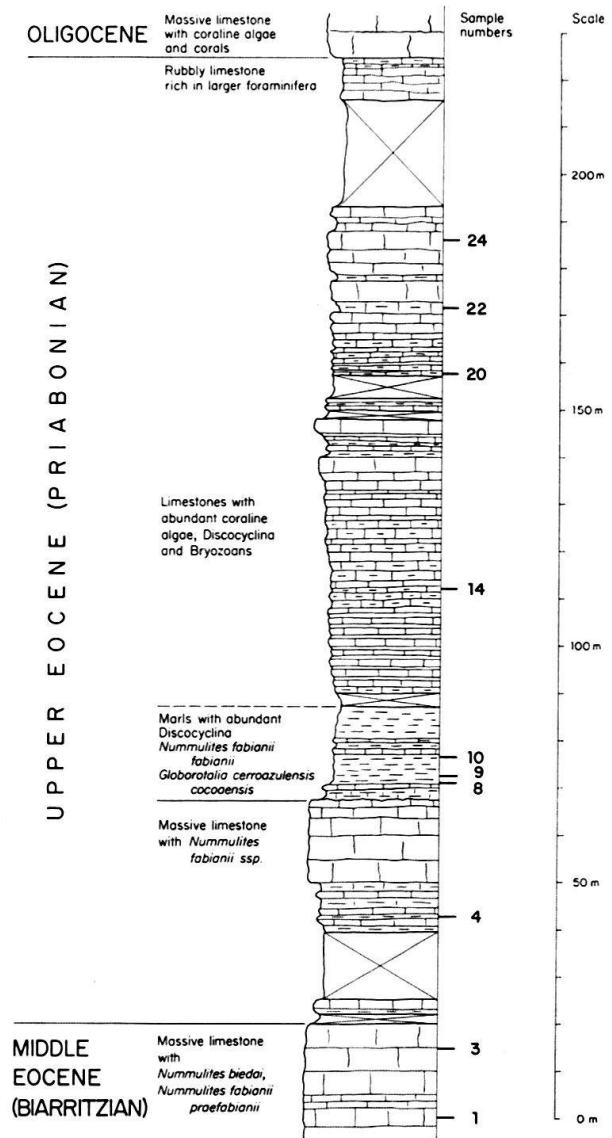 OLIGOCENE
Massive limestone
with coraline algae
and corals
Sample
numbers
Scale
Rubbly limestone
rich in larger foraminifera
200 m
24
22
20
150 m
UPPER EOCENE (PRIABONIAN)
Limestones with
abundant coraline
algae, Discocyclina
and Bryozoans
14
100 m
Marls with abundant
Discocyclina
Nummulites fabianii
fabianii
Globorotalia cerroazulensis
cocoaensis
10
9
8
Massive limestone
with Nummulites
fabianii ssp.
50 m
4
MIDDLE
EOCENE
(BIARRITZIAN)
Massive limestone
with
Nummulites biedai,
Nummulites fabianii
praefabianii
3
1
0 m